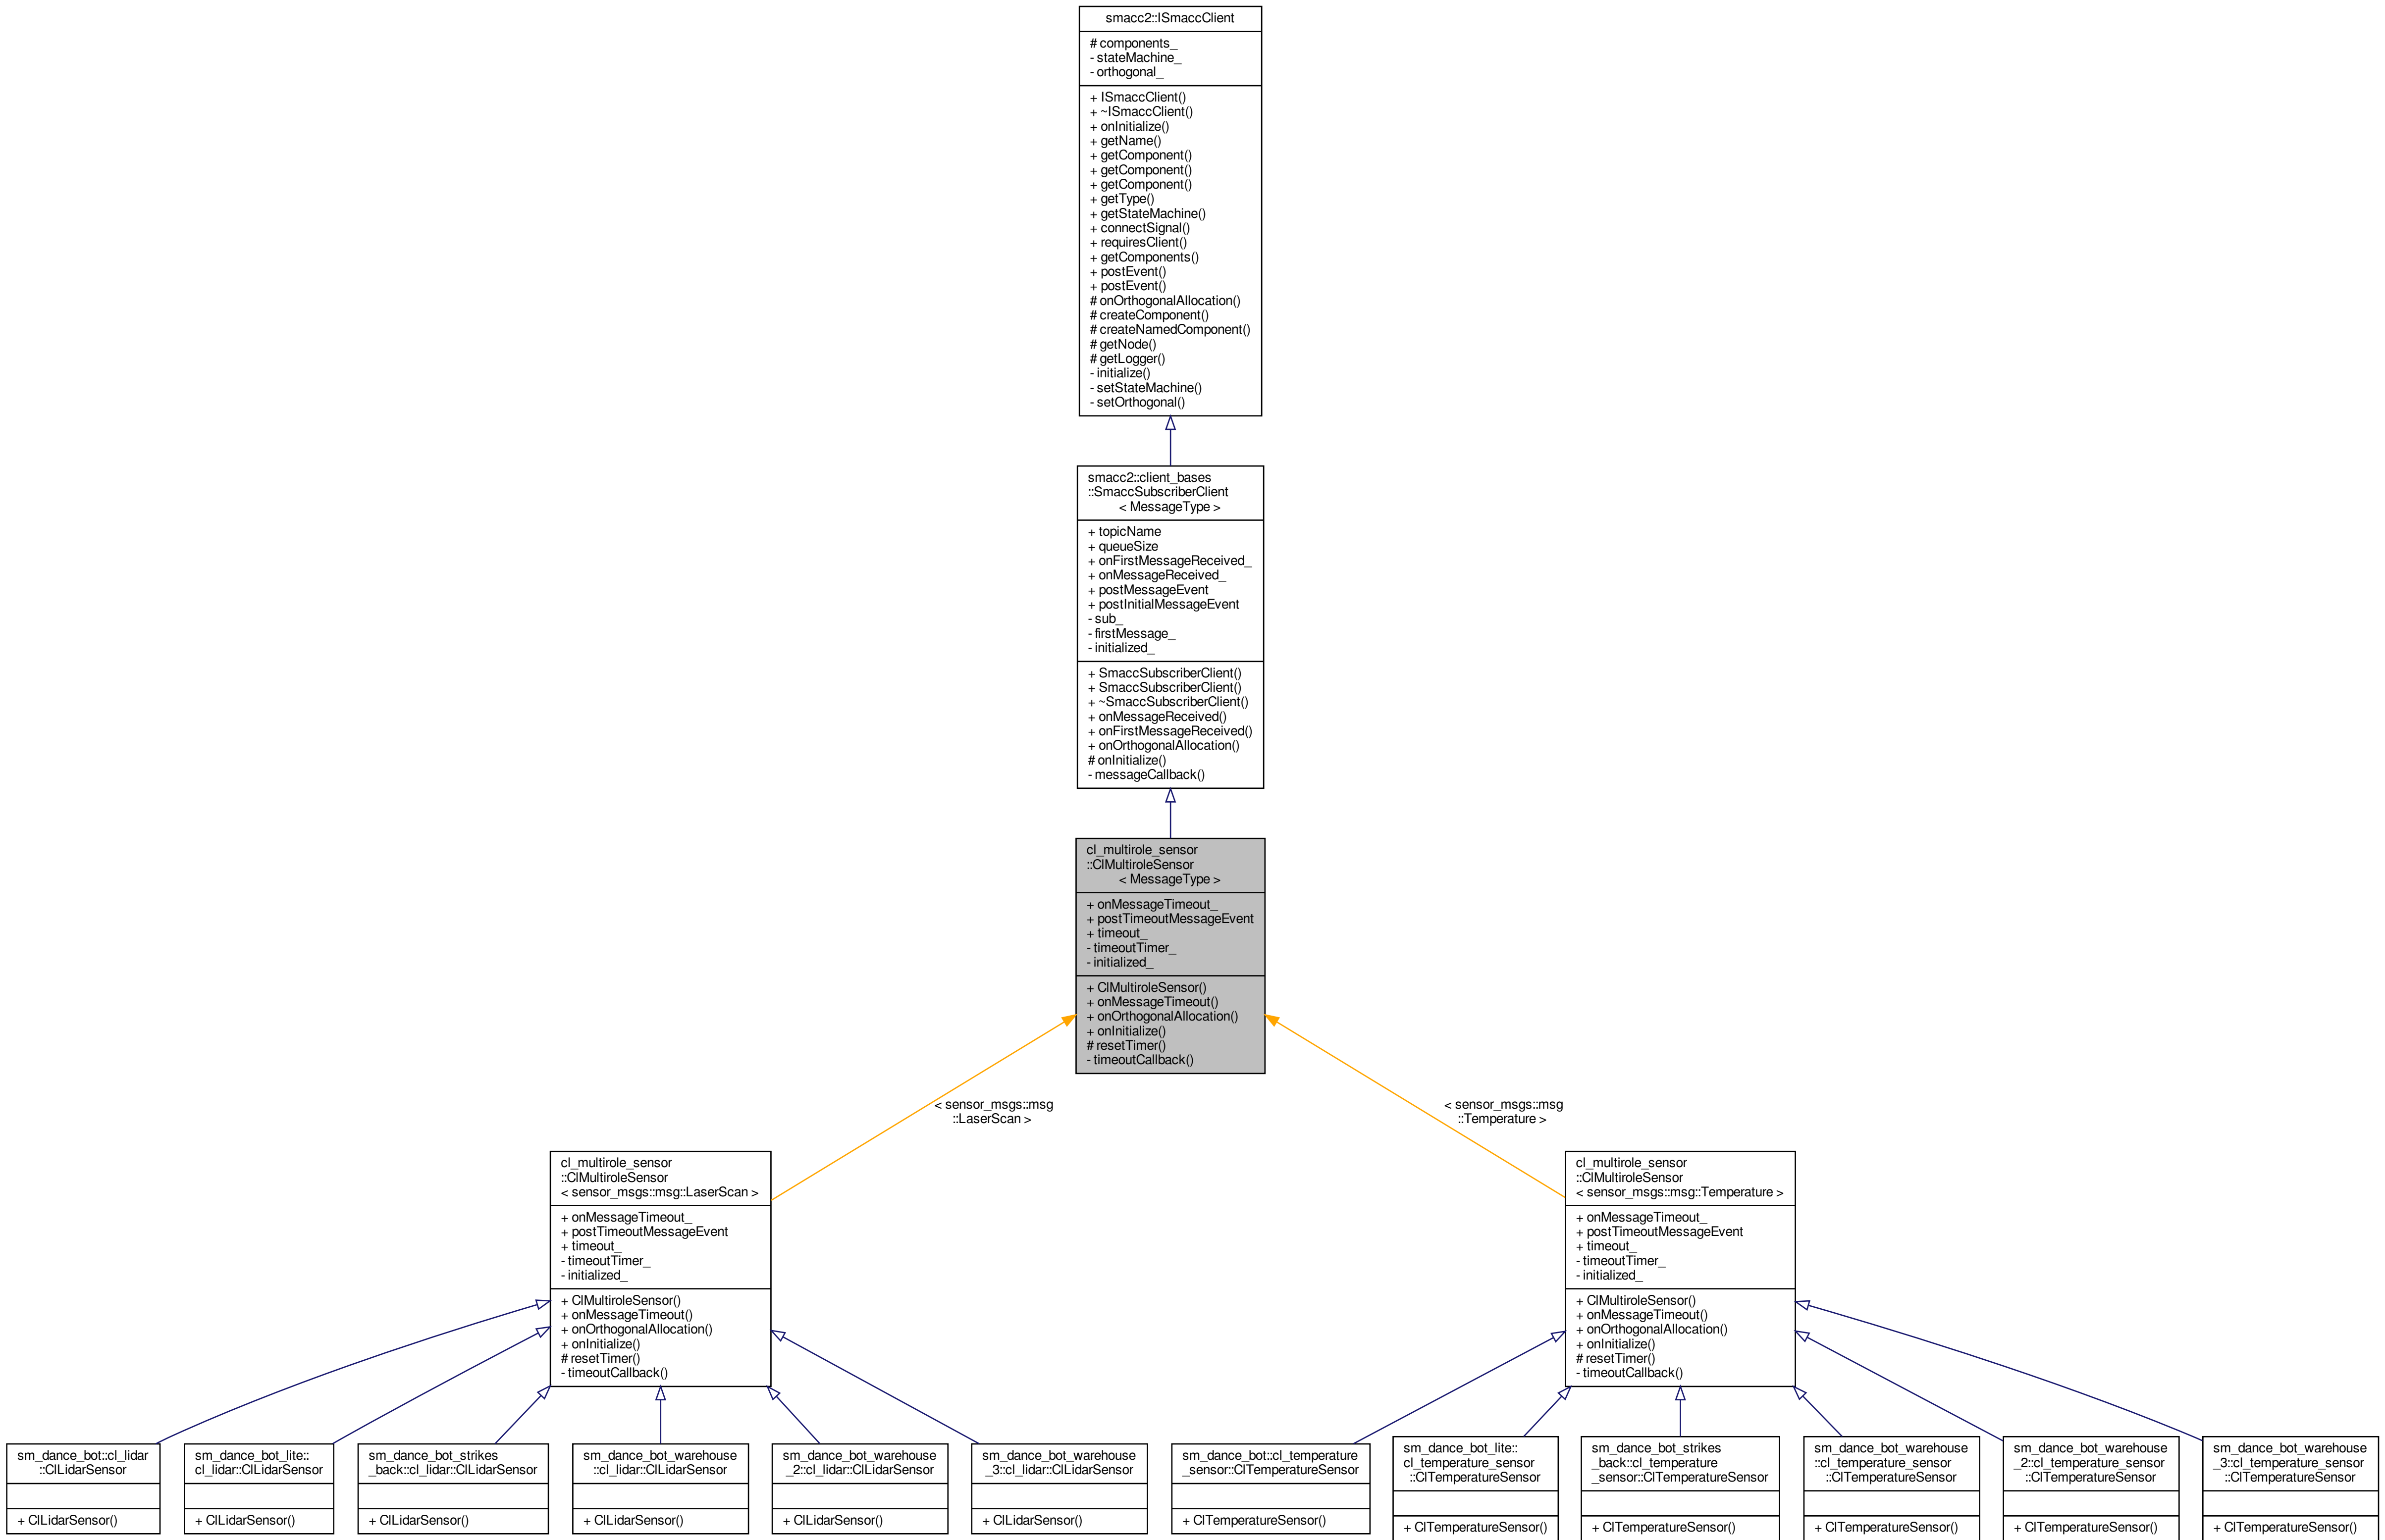 smacc2::ISmaccClient
# components_
- stateMachine_
- orthogonal_
+ ISmaccClient()
+ ~ISmaccClient()
+ onInitialize()
+ getName()
+ getComponent()
+ getComponent()
+ getComponent()
+ getType()
+ getStateMachine()
+ connectSignal()
+ requiresClient()
+ getComponents()
+ postEvent()
+ postEvent()
# onOrthogonalAllocation()
# createComponent()
# createNamedComponent()
# getNode()
# getLogger()
- initialize()
- setStateMachine()
- setOrthogonal()
smacc2::client_bases
::SmaccSubscriberClient
< MessageType >
+ topicName
+ queueSize
+ onFirstMessageReceived_
+ onMessageReceived_
+ postMessageEvent
+ postInitialMessageEvent
- sub_
- firstMessage_
- initialized_
+ SmaccSubscriberClient()
+ SmaccSubscriberClient()
+ ~SmaccSubscriberClient()
+ onMessageReceived()
+ onFirstMessageReceived()
+ onOrthogonalAllocation()
# onInitialize()
- messageCallback()
cl_multirole_sensor
::ClMultiroleSensor
< MessageType >
+ onMessageTimeout_
+ postTimeoutMessageEvent
+ timeout_
- timeoutTimer_
- initialized_
+ ClMultiroleSensor()
+ onMessageTimeout()
+ onOrthogonalAllocation()
+ onInitialize()
# resetTimer()
- timeoutCallback()
< sensor_msgs::msg
::LaserScan >
< sensor_msgs::msg
::Temperature >
cl_multirole_sensor
::ClMultiroleSensor
< sensor_msgs::msg::LaserScan >
+ onMessageTimeout_
+ postTimeoutMessageEvent
+ timeout_
- timeoutTimer_
- initialized_
+ ClMultiroleSensor()
+ onMessageTimeout()
+ onOrthogonalAllocation()
+ onInitialize()
# resetTimer()
- timeoutCallback()
cl_multirole_sensor
::ClMultiroleSensor
< sensor_msgs::msg::Temperature >
+ onMessageTimeout_
+ postTimeoutMessageEvent
+ timeout_
- timeoutTimer_
- initialized_
+ ClMultiroleSensor()
+ onMessageTimeout()
+ onOrthogonalAllocation()
+ onInitialize()
# resetTimer()
- timeoutCallback()
sm_dance_bot::cl_lidar
::ClLidarSensor
+ ClLidarSensor()
sm_dance_bot_lite::
cl_lidar::ClLidarSensor
+ ClLidarSensor()
sm_dance_bot_strikes
_back::cl_lidar::ClLidarSensor
+ ClLidarSensor()
sm_dance_bot_warehouse
::cl_lidar::ClLidarSensor
+ ClLidarSensor()
sm_dance_bot_warehouse
_2::cl_lidar::ClLidarSensor
+ ClLidarSensor()
sm_dance_bot_warehouse
_3::cl_lidar::ClLidarSensor
+ ClLidarSensor()
sm_dance_bot::cl_temperature
_sensor::ClTemperatureSensor
+ ClTemperatureSensor()
sm_dance_bot_lite::
cl_temperature_sensor
::ClTemperatureSensor
+ ClTemperatureSensor()
sm_dance_bot_strikes
_back::cl_temperature
_sensor::ClTemperatureSensor
+ ClTemperatureSensor()
sm_dance_bot_warehouse
::cl_temperature_sensor
::ClTemperatureSensor
+ ClTemperatureSensor()
sm_dance_bot_warehouse
_2::cl_temperature_sensor
::ClTemperatureSensor
+ ClTemperatureSensor()
sm_dance_bot_warehouse
_3::cl_temperature_sensor
::ClTemperatureSensor
+ ClTemperatureSensor()